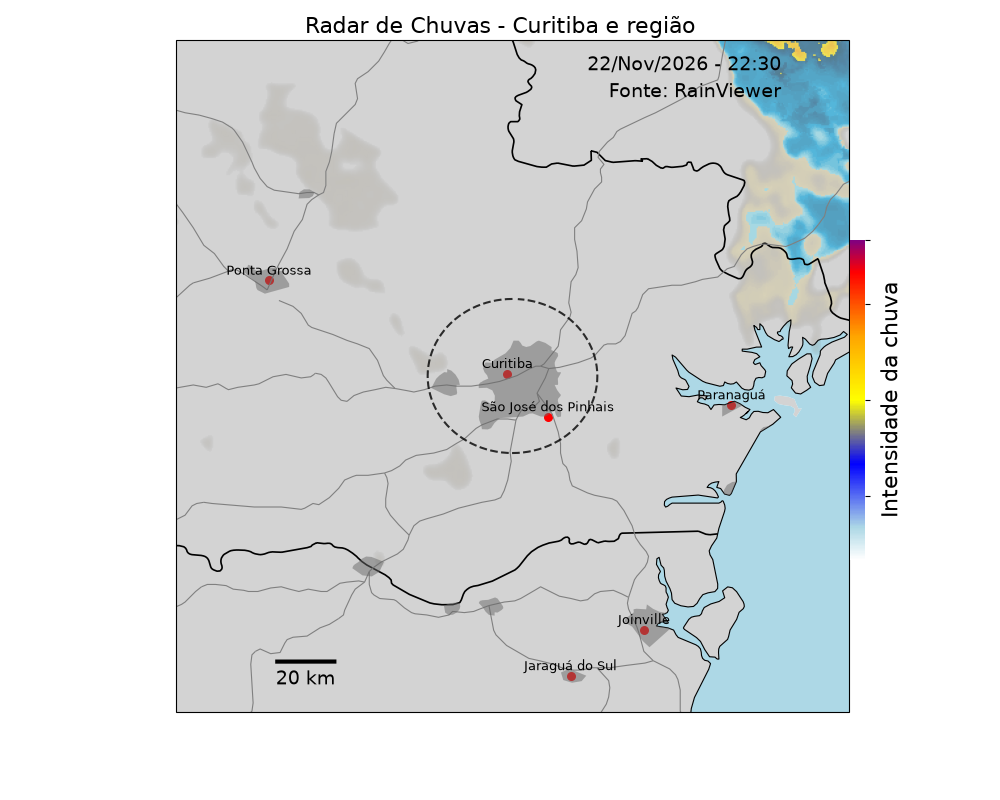 Radar de Chuvas - Curitiba e região
22/Nov/2026 - 22:30
Fonte: RainViewer
Ponta Grossa
Curitiba
São José dos Pinhais
Paranaguá
Intensidade da chuva
Joinville
Jaraguá do Sul
20 km